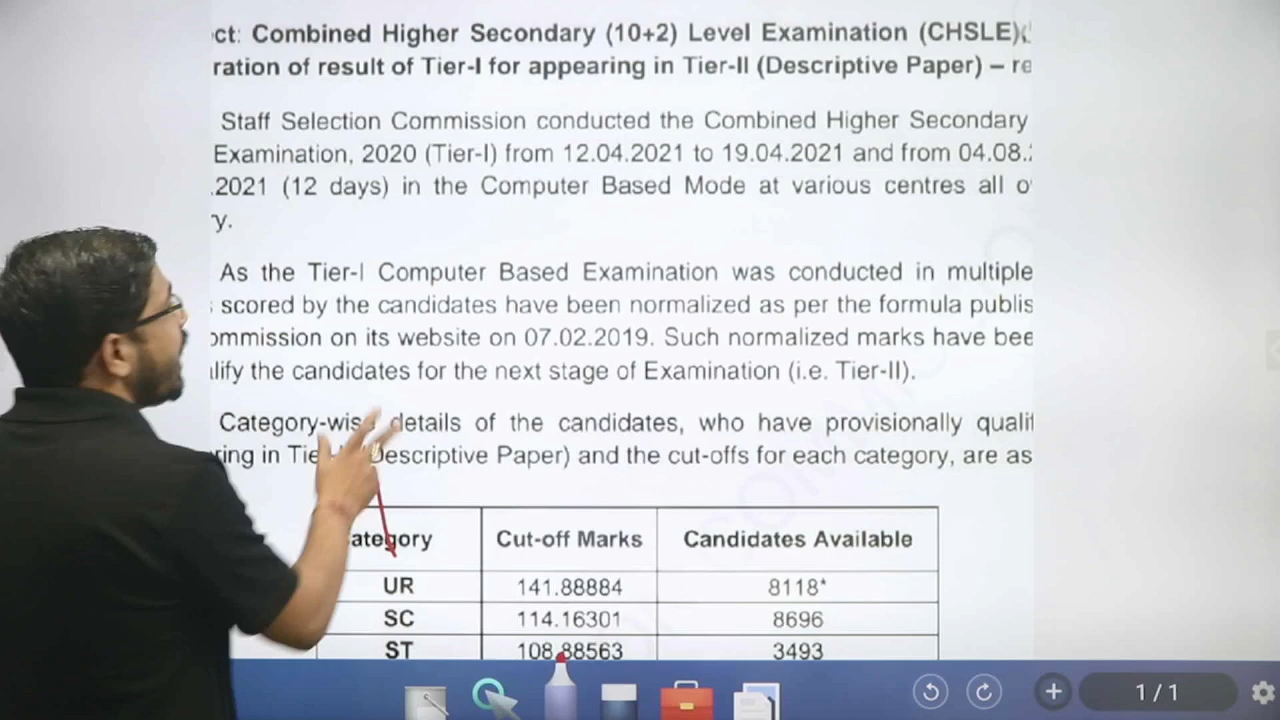 ct: Combined Higher Secondary (10+2) Level Examination (CHSLE)
ration of result of Tier-I for appearing in Tier-II (Descriptive Paper) – re
Staff Selection Commission conducted the Combined Higher Secondary
Examination, 2020 (Tier-I) from 12.04.2021 to 19.04.2021 and from 04.08.
.2021 (12 days) in the Computer Based Mode at various centres all o
y.
As the Tier-I Computer Based Examination was conducted in multiple
scored by the candidates have been normalized as per the formula publis
ommission on its website on 07.02.2019. Such normalized marks have bee
lify the candidates for the next stage of Examination (i.e. Tier-II).
Category-wis details of the candidates, who have provisionally qualif
ring in Tie Descriptive Paper) and the cut-offs for each category, are as
ategory Cut-off Marks Candidates Available
UR 141.88884 8118*
SC 114.16301 8696
ST 108.88563 3493
1 / 1